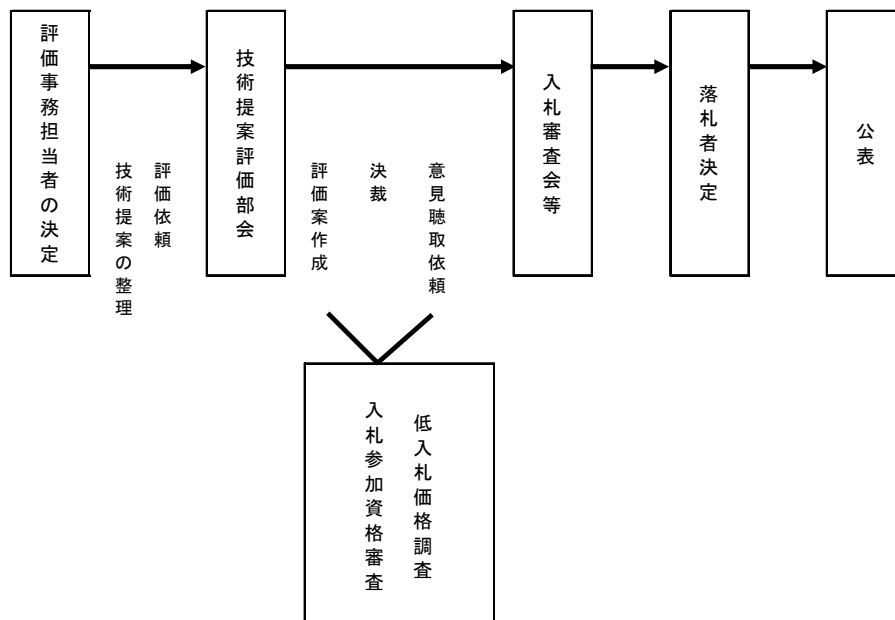 評価事務担当者の決定
技術提案の整理
評価依頼
技術提案評価部会
評価案作成
決裁
意見聴取依頼
入札審査会等
落札者決定
公表
入札参加資格審査
低入札価格調査